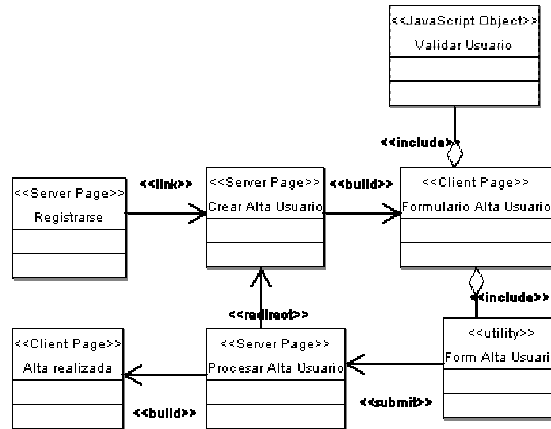 <<JavaScript Object>>
Validar Usuario
<<include>>
<<Server Page>>
Registrarse
<<link>>
<<Server Page>>
Crear Alta Usuario
<<build>>
<<Client Page>>
Formulario Alta Usuario
<<include>>
<<redirect>>
<<Client Page>>
Alta realizada
<<build>>
<<Server Page>>
Procesar Alta Usuario
<<submit>>
<<utility>>
Form Alta Usuari